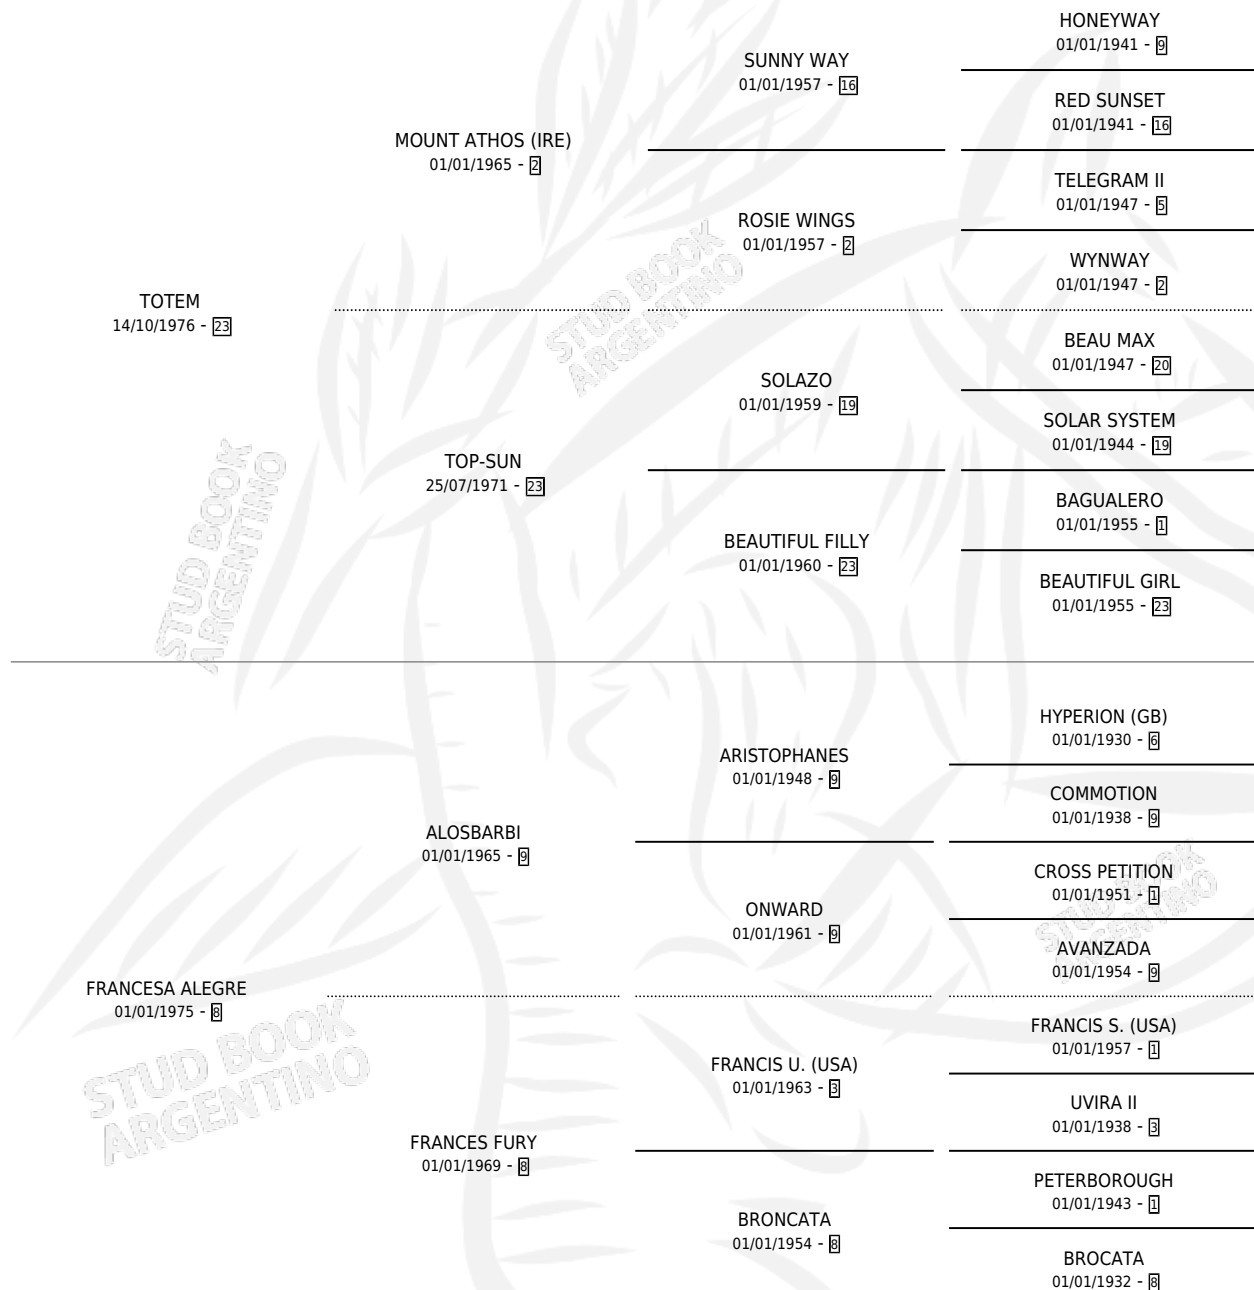 HONEYWAY
01/01/1941 - 9
SUNNY WAY
01/01/1957 - 16
RED SUNSET
01/01/1941 - 16
MOUNT ATHOS (IRE)
01/01/1965 - 2
TELEGRAM II
01/01/1947 - 5
ROSIE WINGS
01/01/1957 - 2
WYNWAY
01/01/1947 - 2
TOTEM
14/10/1976 - 23
STUD BOOK
ARGENTINO
BEAU MAX
01/01/1947 - 20
SOLAZO
01/01/1959 - 19
SOLAR SYSTEM
01/01/1944 - 19
TOP-SUN
25/07/1971 - 23
BAGUALERO
01/01/1955 - 1
BEAUTIFUL FILLY
01/01/1960 - 23
BEAUTIFUL GIRL
01/01/1955 - 23
STUD BOOK
ARGENTINO
HYPERION (GB)
01/01/1930 - 6
ARISTOPHANES
01/01/1948 - 9
COMMOTION
01/01/1938 - 9
ALOSBARBI
01/01/1965 - 9
CROSS PETITION
01/01/1951 - 1
ONWARD
01/01/1961 - 9
AVANZADA
01/01/1954 - 9
STUD BOOK
ARGENTINO
FRANCESA ALEGRE
01/01/1975 - 8
FRANCIS S. (USA)
01/01/1957 - 1
FRANCIS U. (USA)
01/01/1963 - 3
UVIRA II
01/01/1938 - 3
STUD BOOK
ARGENTINO
FRANCES FURY
01/01/1969 - 8
PETERBOROUGH
01/01/1943 - 1
BRONCATA
01/01/1954 - 8
BROCATA
01/01/1932 - 8